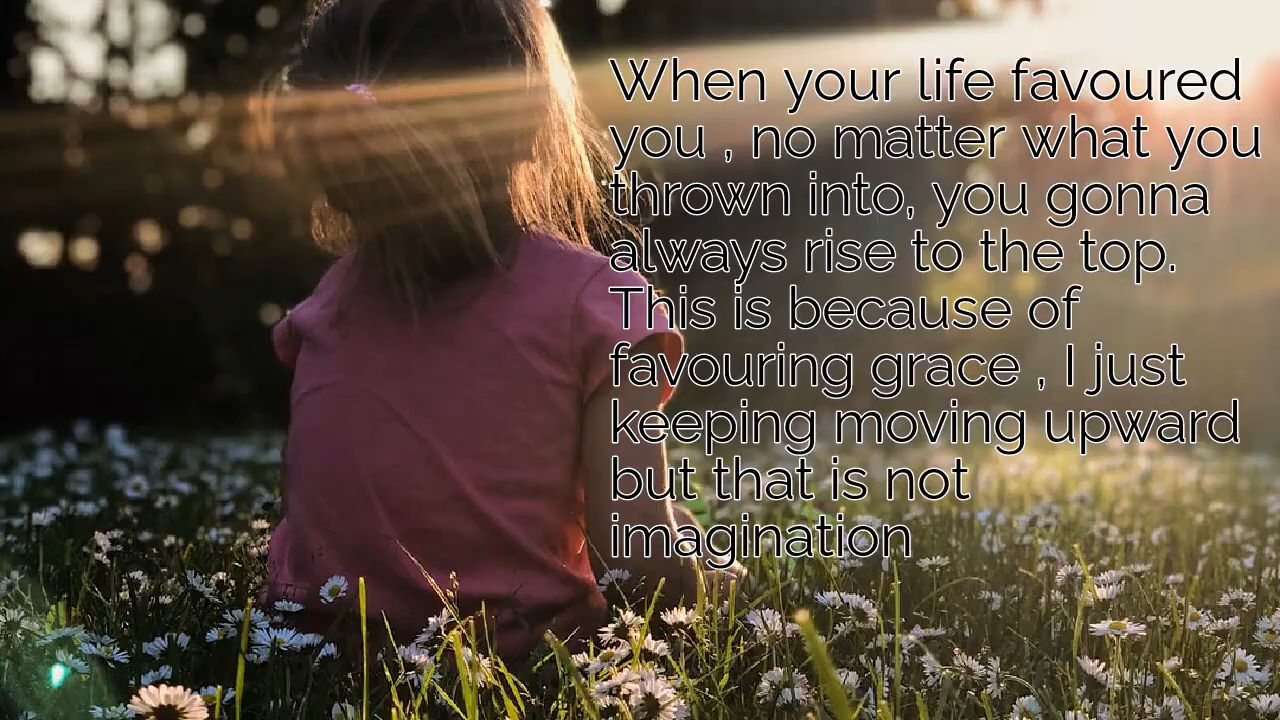 When your life favoured
you , no matter what you
thrown into, you gonna
always rise to the top.
This is because of
favouring grace , I just
keeping moving upward
but that is not
imagination